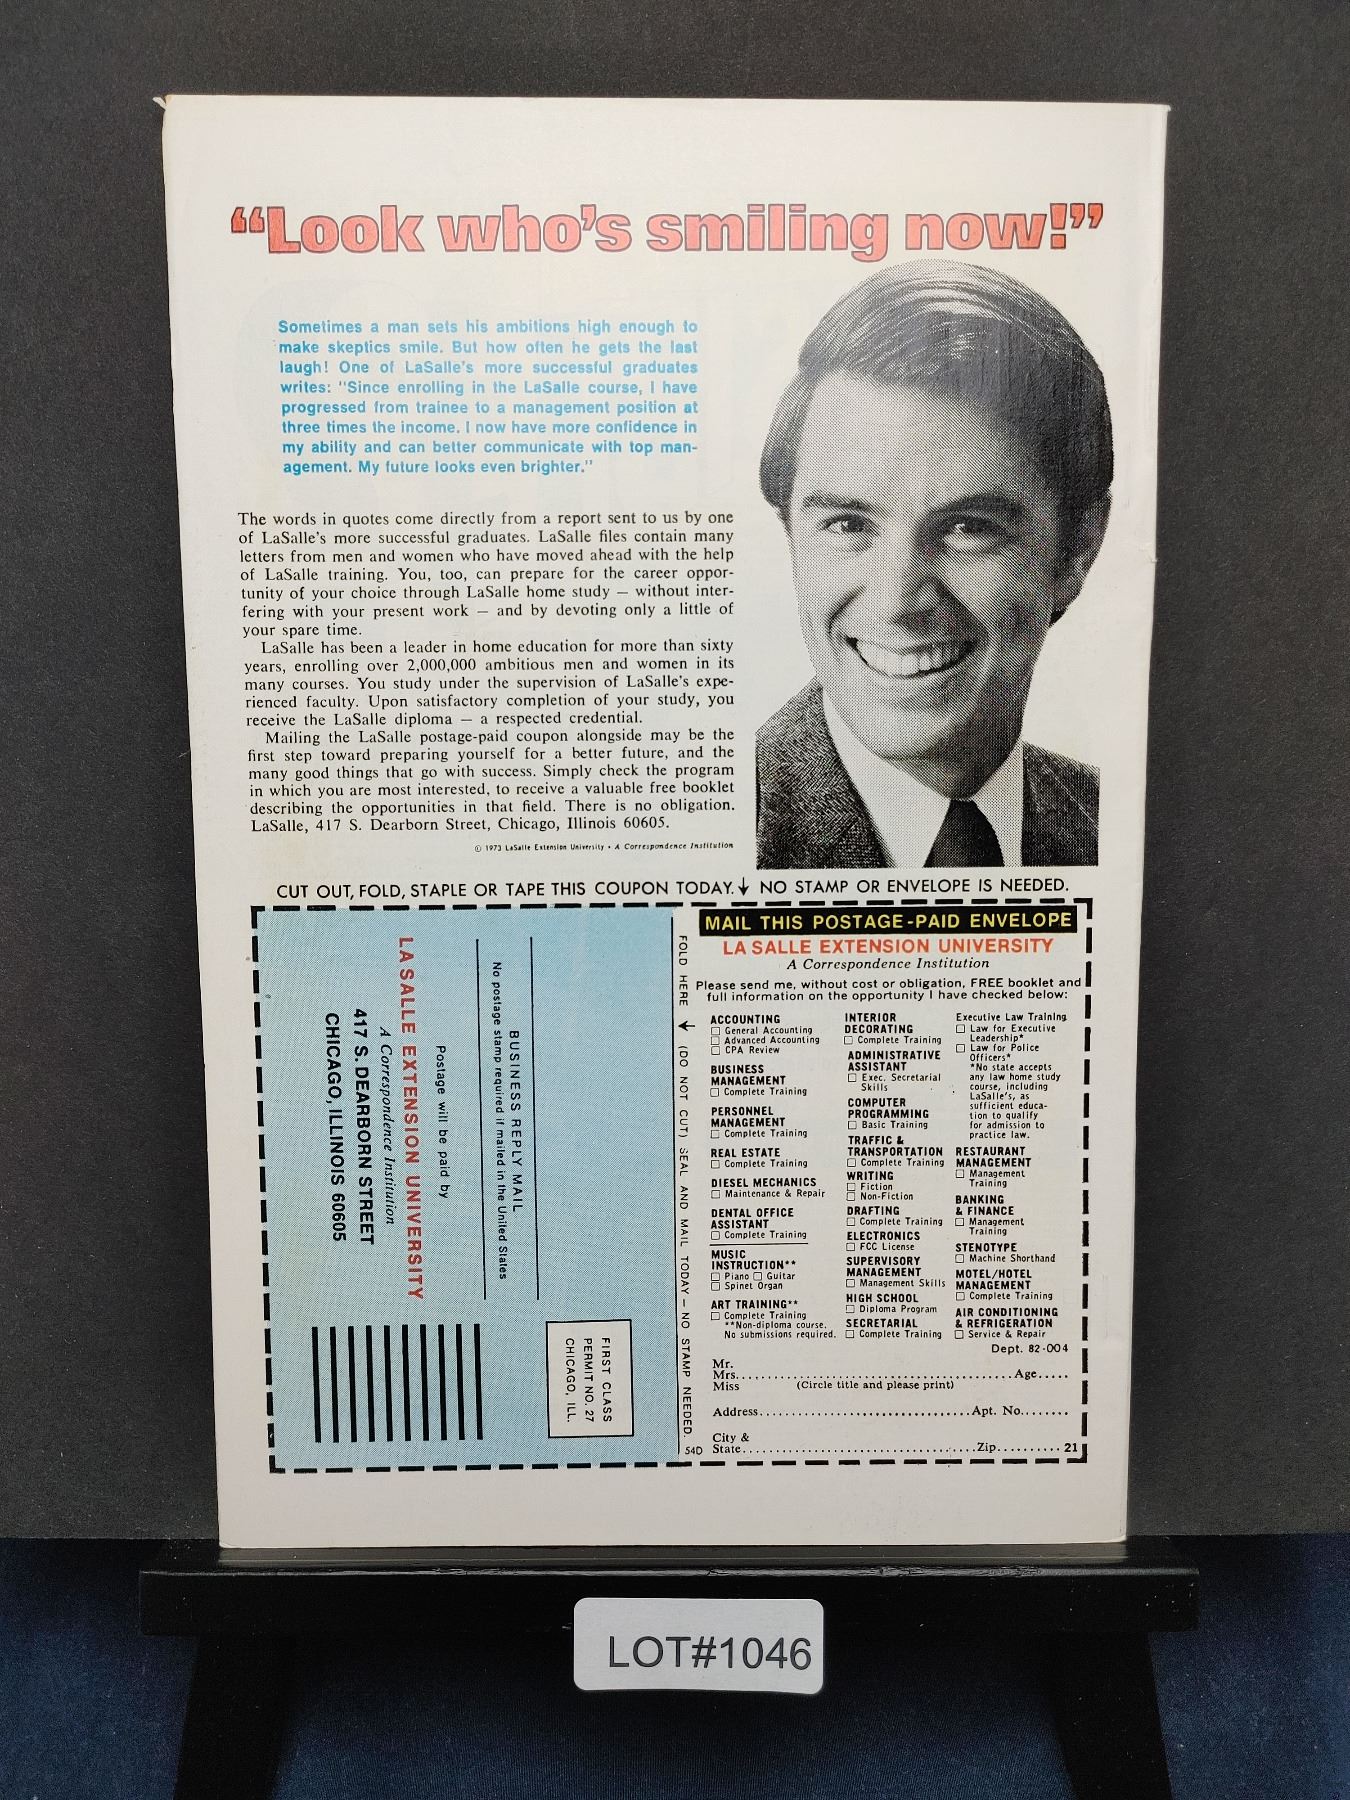 “Look who’s smiling now!”
Sometimes a man sets his ambitions high enough to
make skeptics smile. But how often he gets the last
laugh! One of LaSalle's more successful graduates
writes: "Since enrolling in the LaSalle course, I have
progressed from trainee to a management position at
three times the income. I now have more confidence in
my ability and can better communicate with top man-
agement. My future looks even brighter."
The words in quotes come directly from a report sent to us by one
of LaSalle's more successful graduates. LaSalle files contain many
letters from men and women who have moved ahead with the help
of LaSalle training. You, too, can prepare for the career oppor-
tunity of your choice through LaSalle home study — without inter-
fering with your present work — and by devoting only a little of
your spare time.
LaSalle has been a leader in home education for more than sixty
years, enrolling over 2,000,000 ambitious men and women in its
many courses. You study under the supervision of LaSalle's expe-
rienced faculty. Upon satisfactory completion of your study, you
receive the LaSalle diploma — a respected credential.
Mailing the LaSalle postage-paid coupon alongside may be the
first step toward preparing yourself for a better future, and the
many good things that go with success. Simply check the program
in which you are most interested, to receive a valuable free booklet
describing the opportunities in that field. There is no obligation.
LaSalle, 417 S. Dearborn Street, Chicago, Illinois 60605.
© 1973 LaSalle Extension University • A Correspondence Institution
CUT OUT, FOLD, STAPLE OR TAPE THIS COUPON TODAY. ↓ NO STAMP OR ENVELOPE IS NEEDED.
FIRST CLASS
PERMIT NO. 27
CHICAGO, ILL.
BUSINESS REPLY MAIL
No postage stamp required if mailed in the United States
Postage will be paid by
LA SALLE EXTENSION UNIVERSITY
A Correspondence Institution
417 S. DEARBORN STREET
CHICAGO, ILLINOIS 60605
FOLD HERE ↓ (DO NOT CUT) SEAL AND MAIL TODAY — NO STAMP NEEDED.
MAIL THIS POSTAGE-PAID ENVELOPE
LA SALLE EXTENSION UNIVERSITY
A Correspondence Institution
Please send me, without cost or obligation, FREE booklet and
full information on the opportunity I have checked below:
ACCOUNTING
☐ General Accounting
☐ Advanced Accounting
☐ CPA Review
BUSINESS
MANAGEMENT
☐ Complete Training
PERSONNEL
MANAGEMENT
☐ Complete Training
REAL ESTATE
☐ Complete Training
DIESEL MECHANICS
☐ Maintenance & Repair
DENTAL OFFICE
ASSISTANT
☐ Complete Training
MUSIC
INSTRUCTION**
☐ Piano ☐ Guitar
☐ Spinet Organ
ART TRAINING**
☐ Complete Training
**Non-diploma course.
No submissions required.
INTERIOR
DECORATING
☐ Complete Training
ADMINISTRATIVE
ASSISTANT
☐ Exec. Secretarial
Skills
COMPUTER
PROGRAMMING
☐ Basic Training
TRAFFIC &
TRANSPORTATION
☐ Complete Training
WRITING
☐ Fiction
☐ Non-Fiction
DRAFTING
☐ Complete Training
ELECTRONICS
☐ FCC License
SUPERVISORY
MANAGEMENT
☐ Management Skills
HIGH SCHOOL
☐ Diploma Program
SECRETARIAL
☐ Complete Training
Executive Law Training
☐ Law for Executive
Leadership*
☐ Law for Police
Officers*
*No state accepts
any law home study
course, including
LaSalle's, as
sufficient educa-
tion to qualify
for admission to
practice law.
RESTAURANT
MANAGEMENT
☐ Management
Training
BANKING
& FINANCE
☐ Management
Training
STENOTYPE
☐ Machine Shorthand
MOTEL/HOTEL
MANAGEMENT
☐ Complete Training
AIR CONDITIONING
& REFRIGERATION
☐ Service & Repair
Dept. 82-004
Mr.
Mrs........................................Age.....
Miss (Circle title and please print)
Address..............................Apt. No.......
City &
State..................................Zip.......... 21
54D
LOT#1046